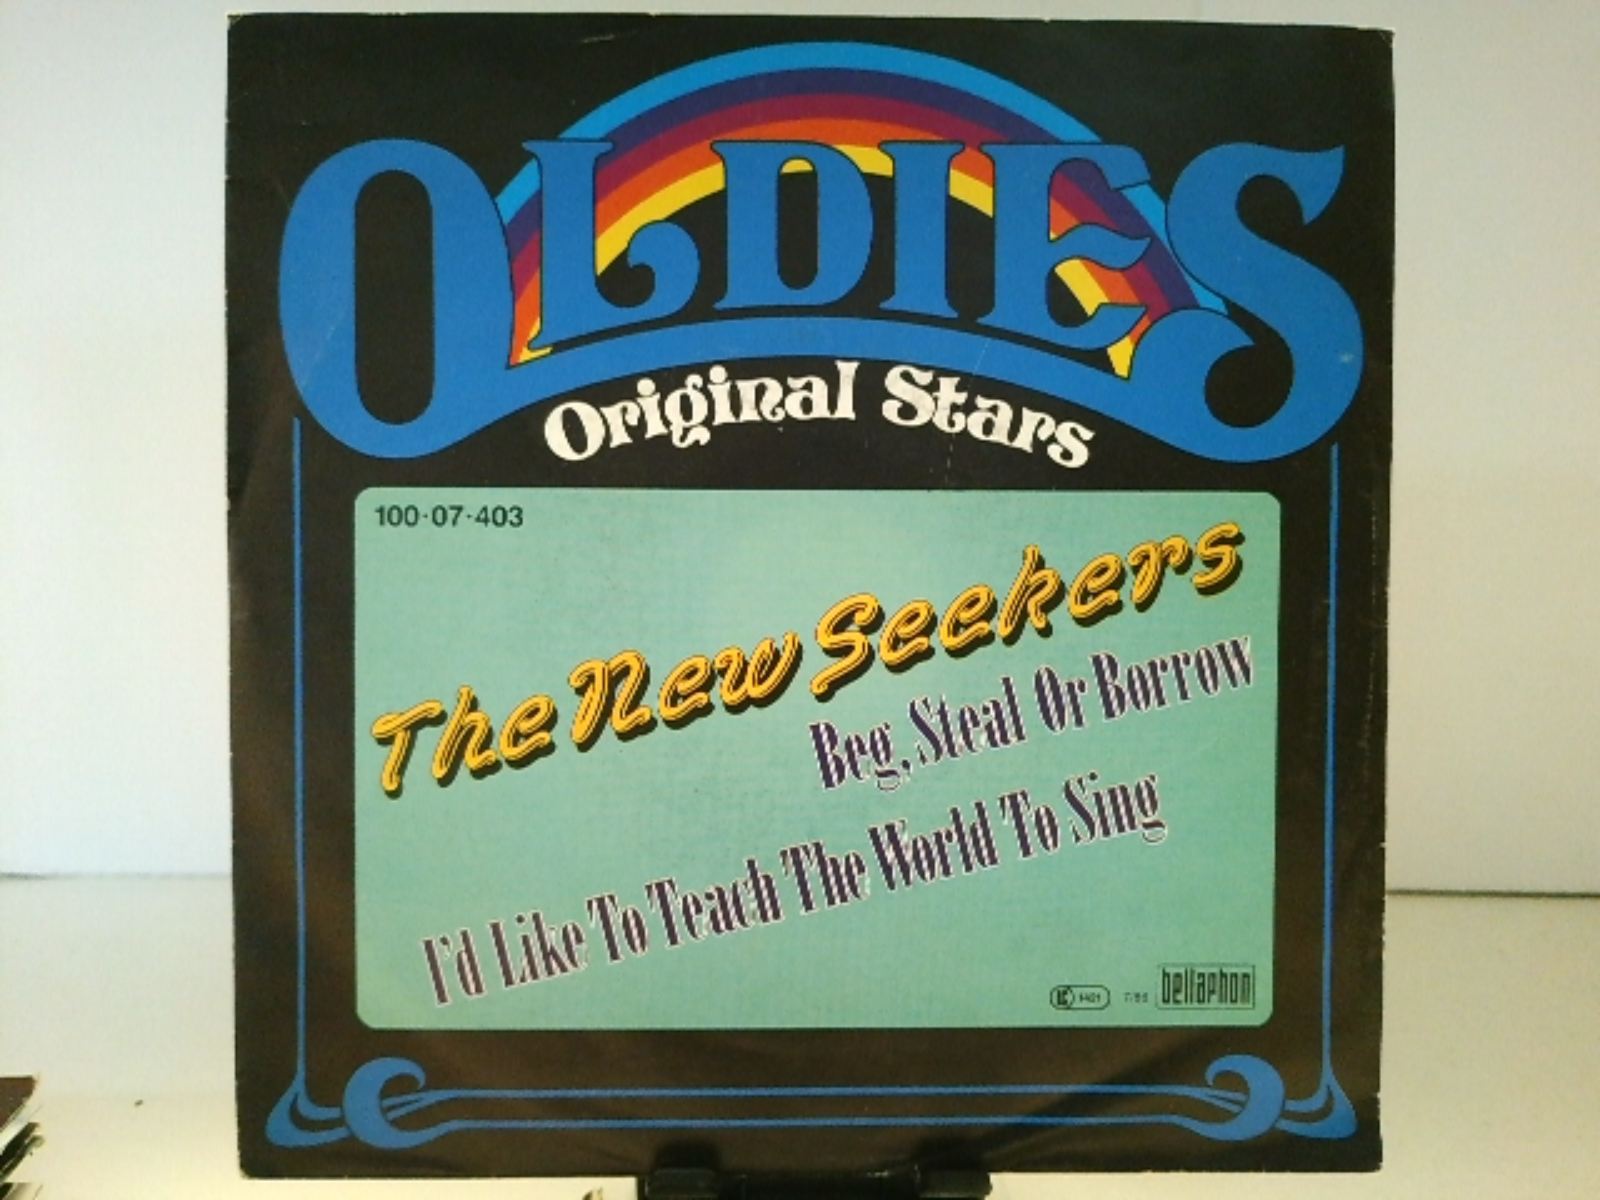 OLDIES
Original Stars
100·07·403
The New Seekers
Beg, Steal Or Borrow
I'd Like To Teach The World To Sing
bellaphon